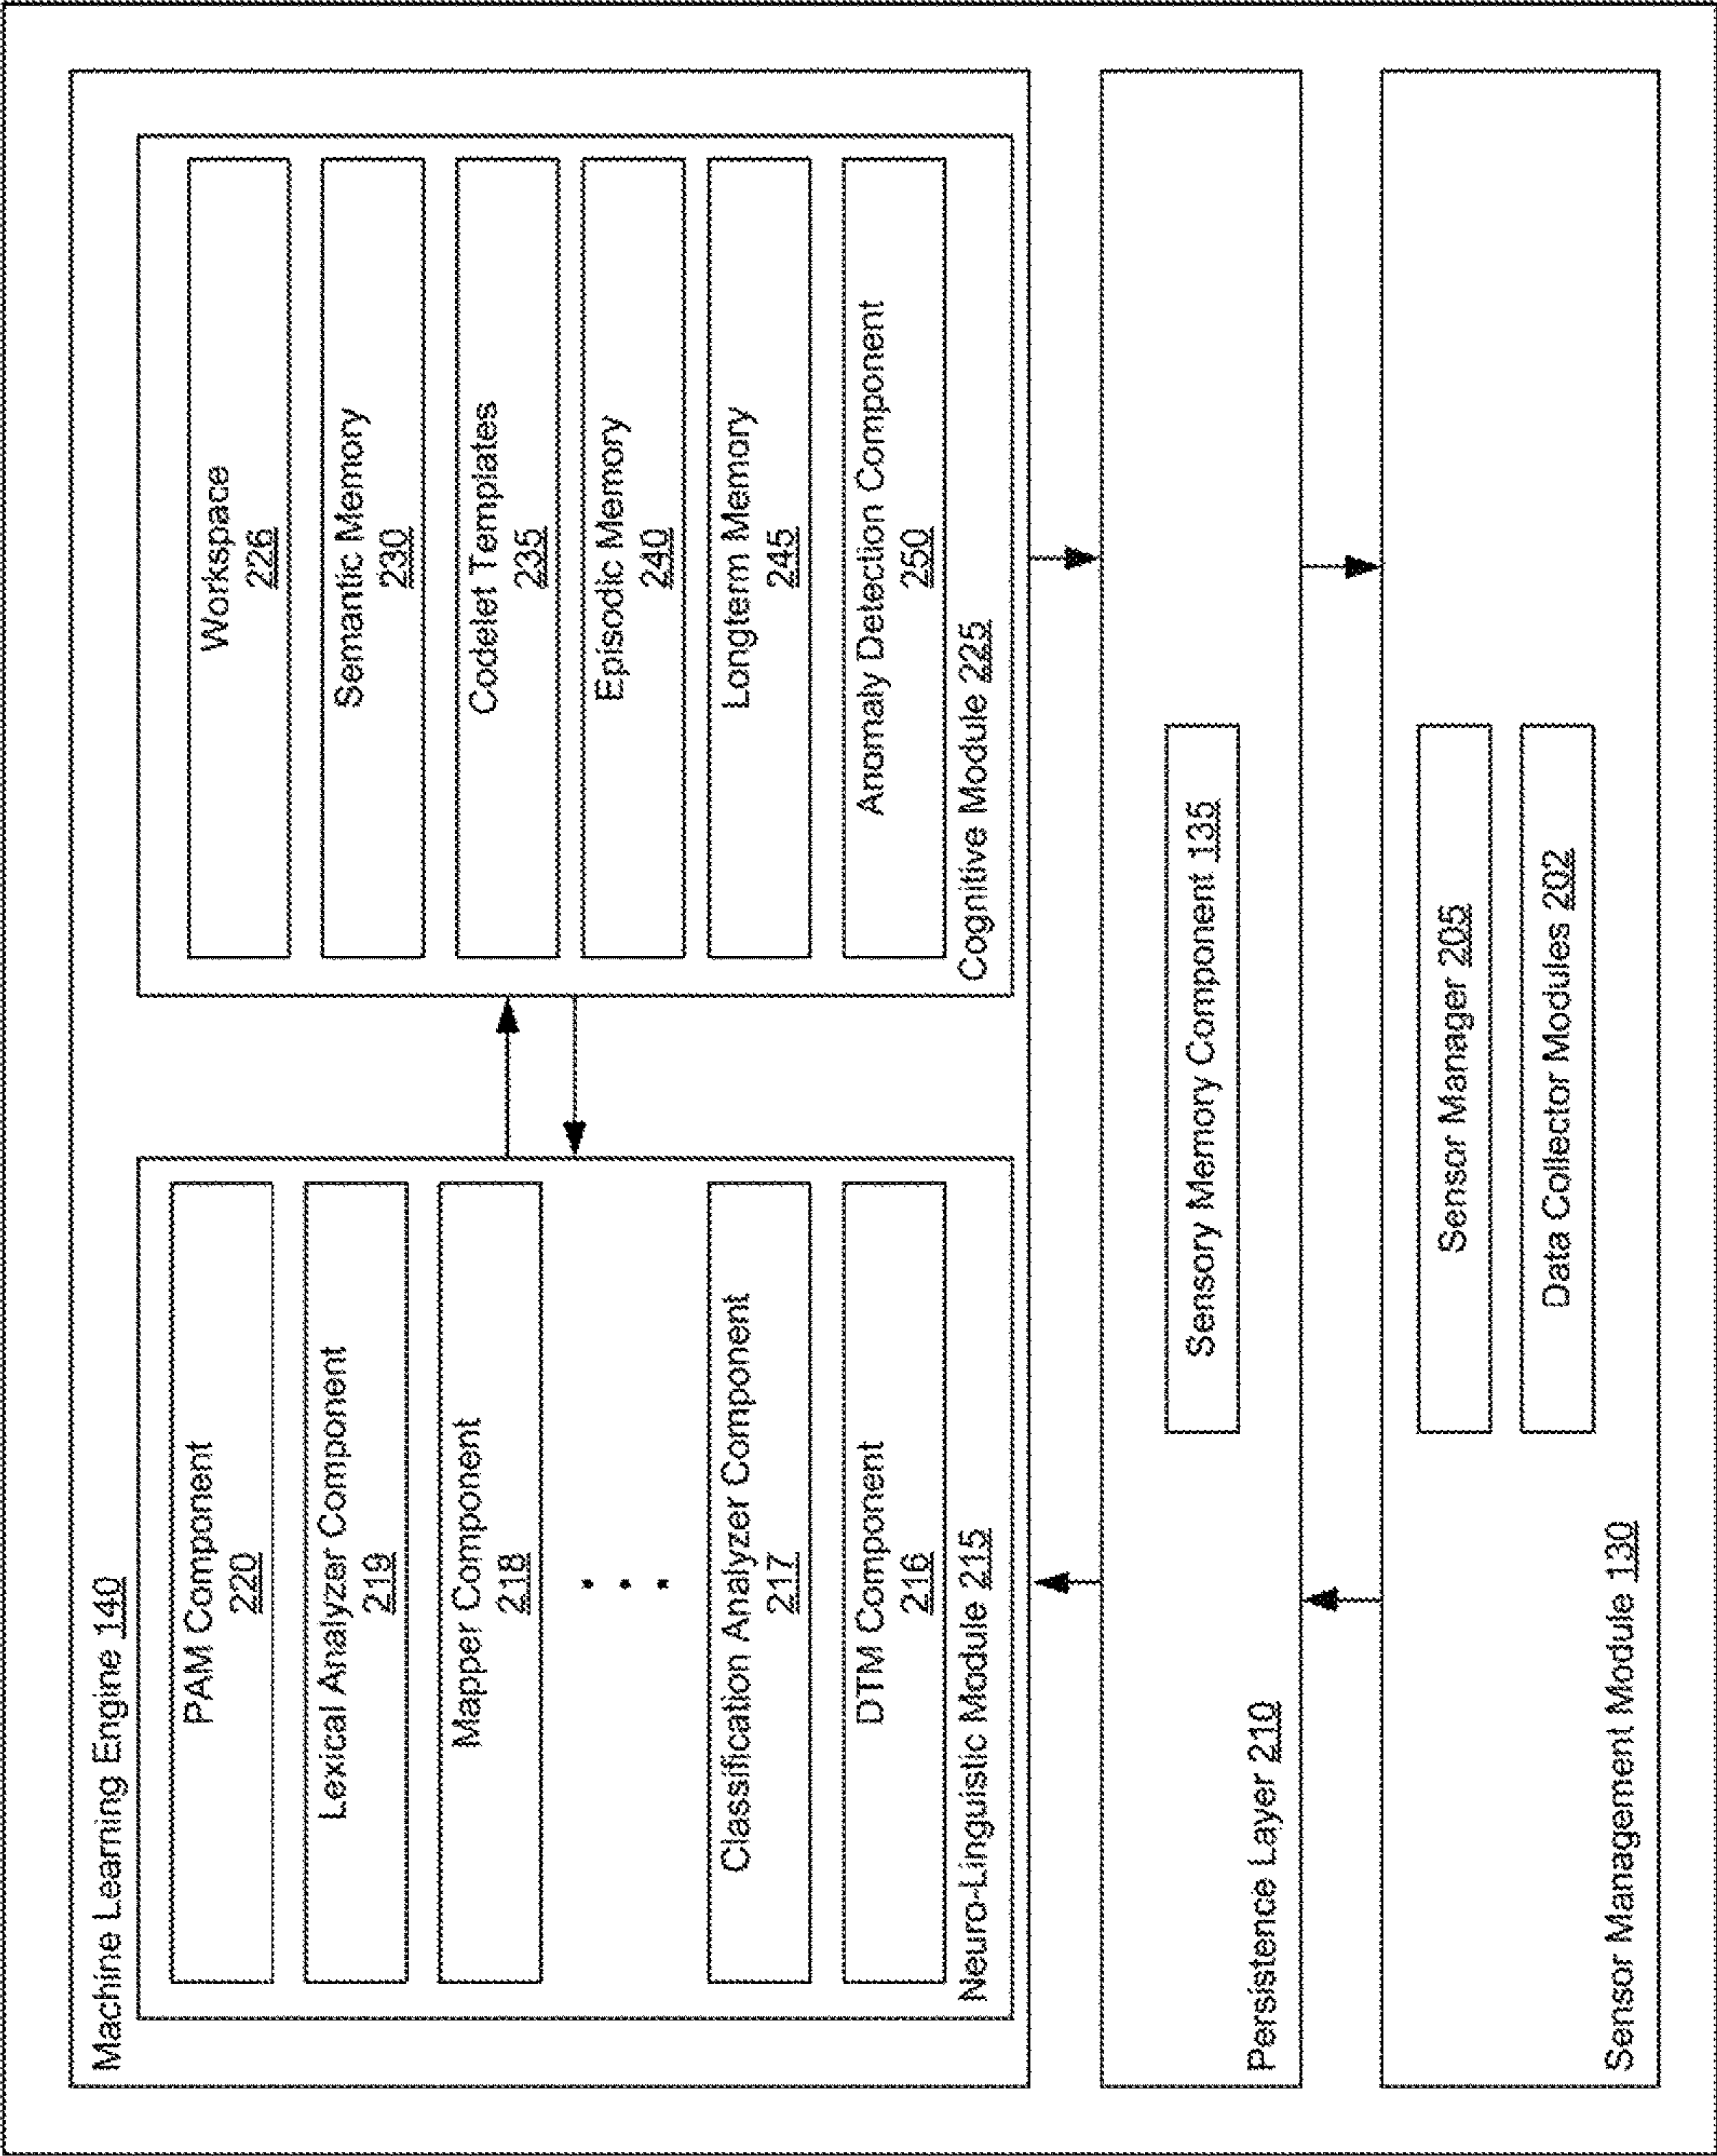 Machine Learning Engine 140
PAM Component
220
Lexical Analyzer Component
219
Mapper Component
218
. . .
Classification Analyzer Component
217
DTM Component
216
Neuro-Linguistic Module 215
Workspace
226
Semantic Memory
230
Codelet Templates
235
Episodic Memory
240
Longterm Memory
245
Anomaly Detection Component
250
Cognitive Module 225
Sensory Memory Component 135
Persistence Layer 210
Sensor Manager 205
Data Collector Modules 202
Sensor Management Module 130